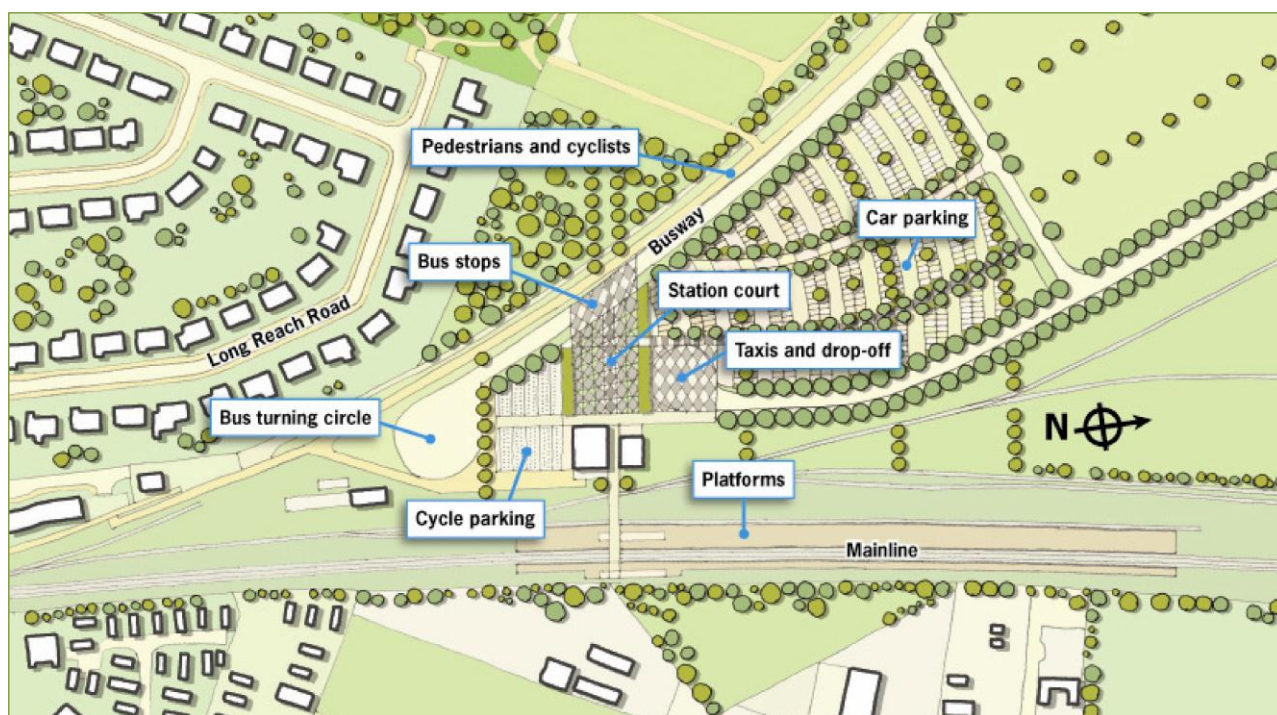 Pedestrians and cyclists
Busway
Car parking
Bus stops
Station court
Long Reach Road
Taxis and drop-off
Bus turning circle
N
Platforms
Cycle parking
Mainline